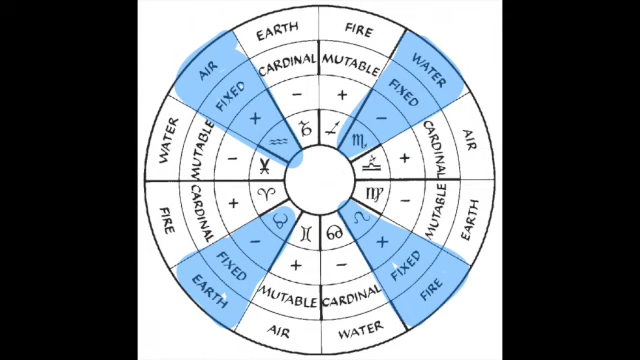 EARTH
CARDINAL
−
♑
FIRE
MUTABLE
+
♐
WATER
FIXED
−
♏
AIR
CARDINAL
+
♎
EARTH
MUTABLE
−
♍
FIRE
FIXED
+
♌
WATER
CARDINAL
−
♋
AIR
MUTABLE
+
♊
EARTH
FIXED
−
♉
FIRE
CARDINAL
+
♈
WATER
MUTABLE
−
♓
AIR
FIXED
+
♒